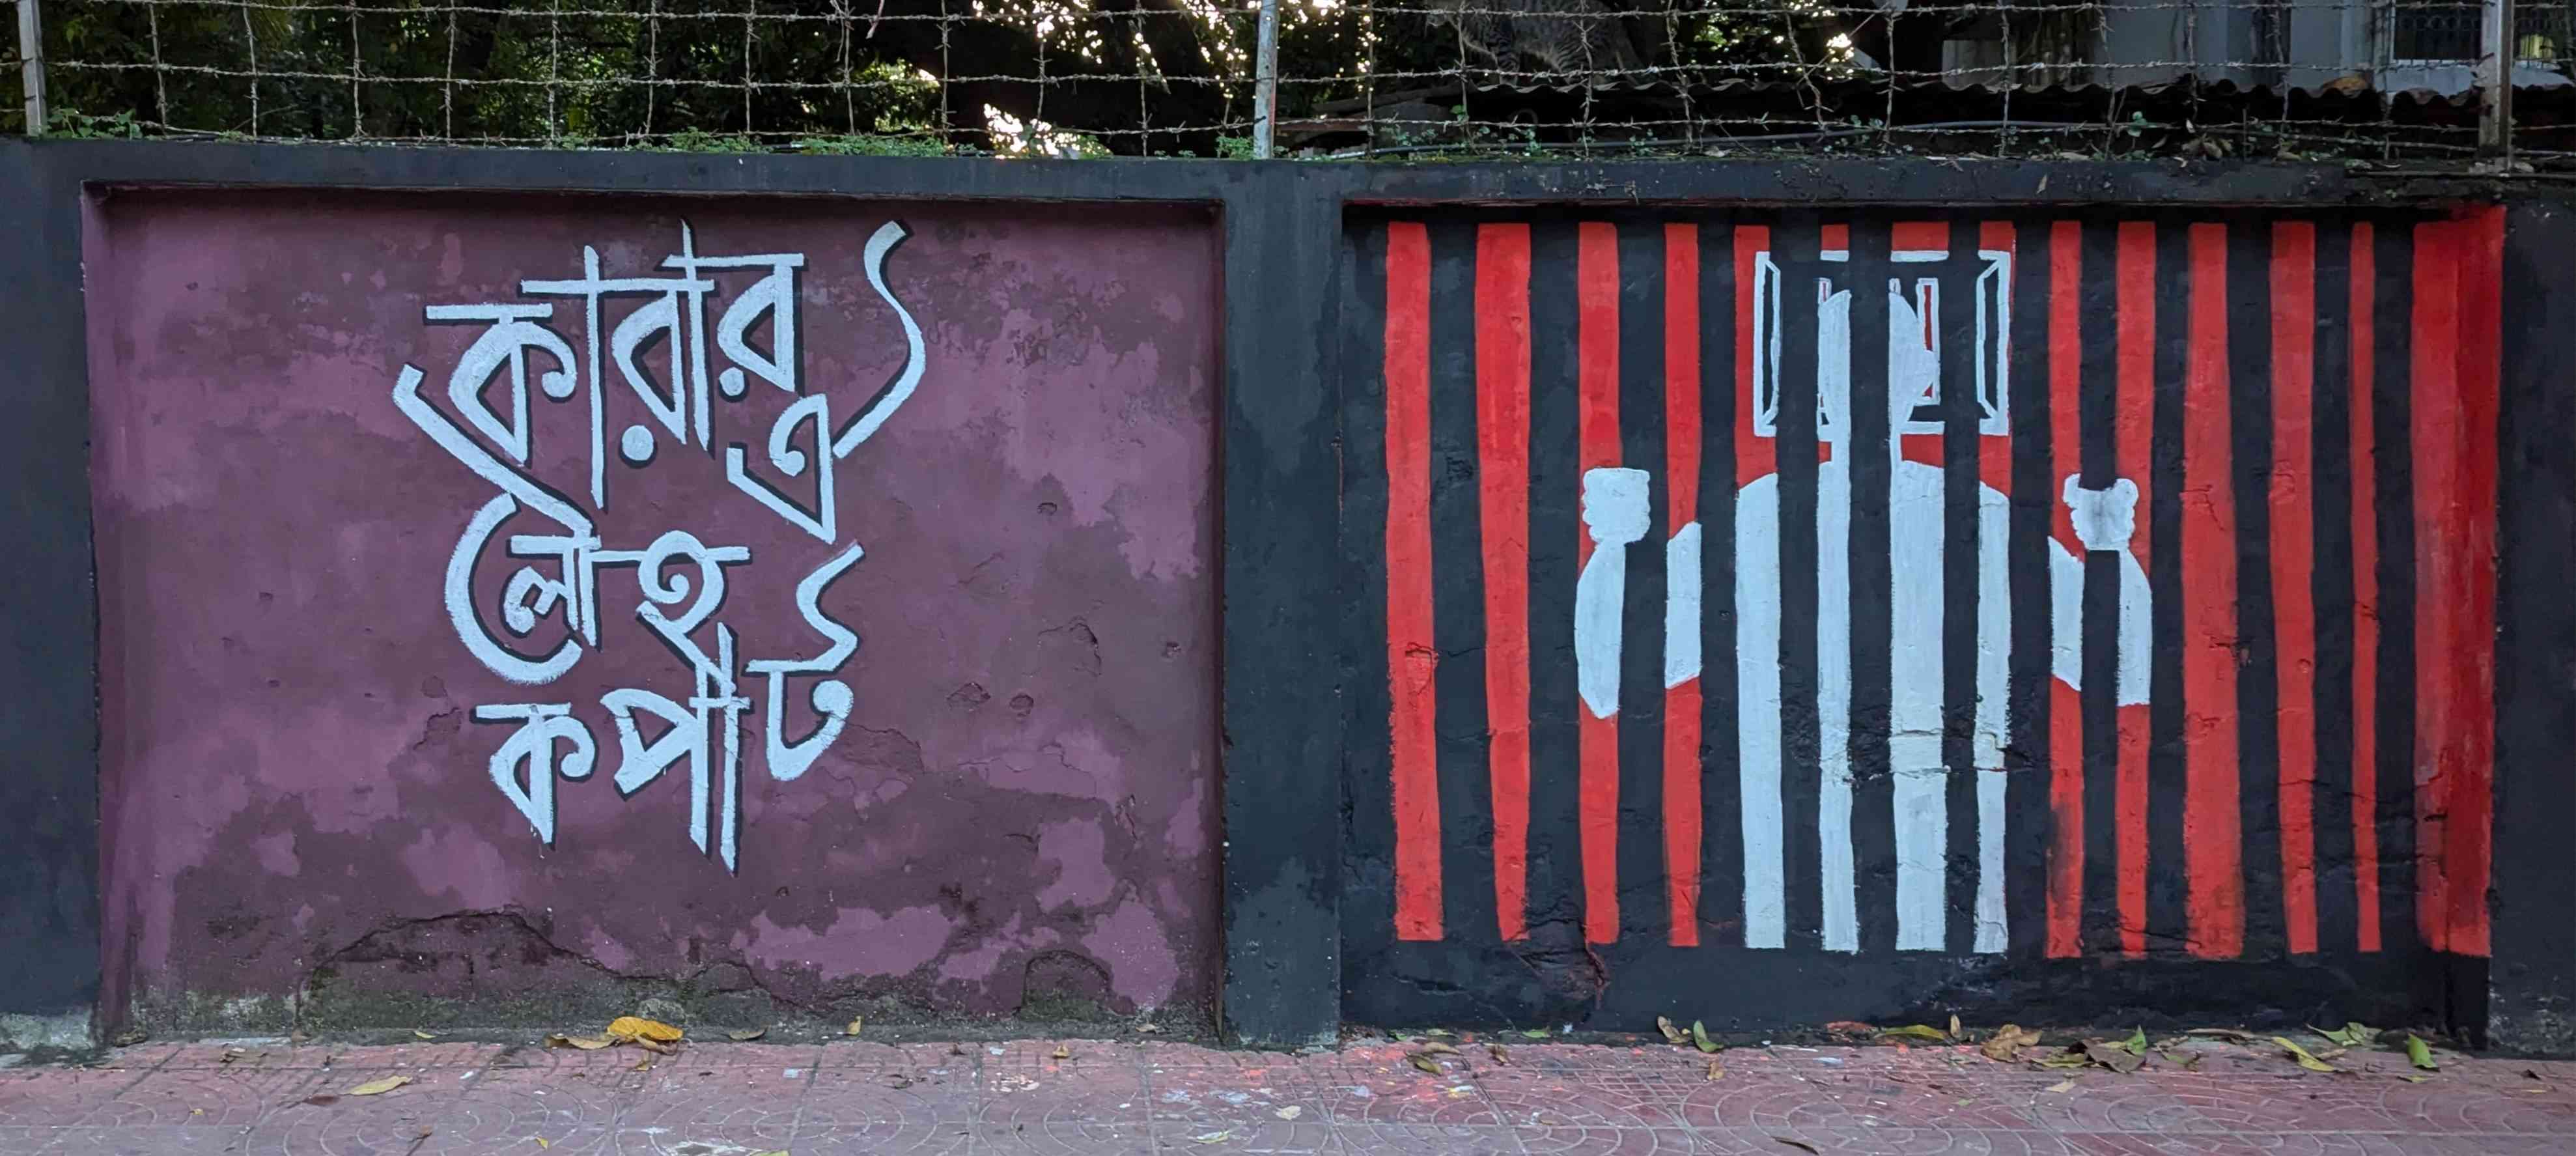 কারার ঐ
লৌহ
কপাট